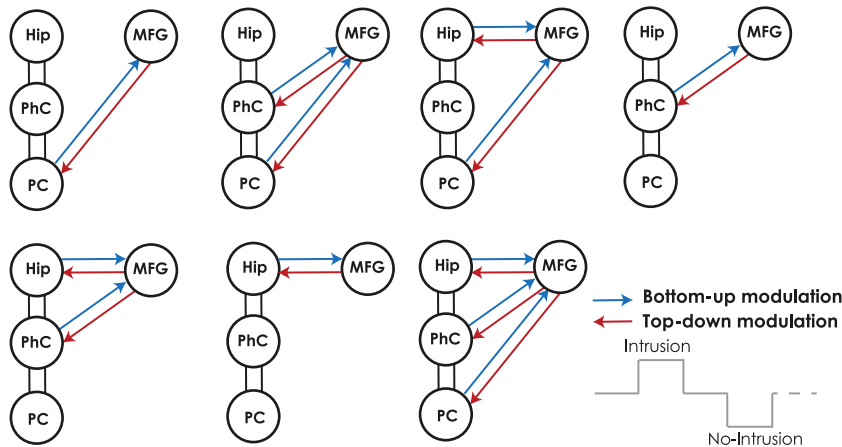 Hip MFG
PhC
PC
Hip MFG
PhC
PC
Hip MFG
PhC
PC
Hip MFG
PhC
PC
Hip MFG
PhC
PC
Hip MFG
PhC
PC
Hip MFG
PhC
PC
Bottom-up modulation
Top-down modulation
Intrusion
No-Intrusion